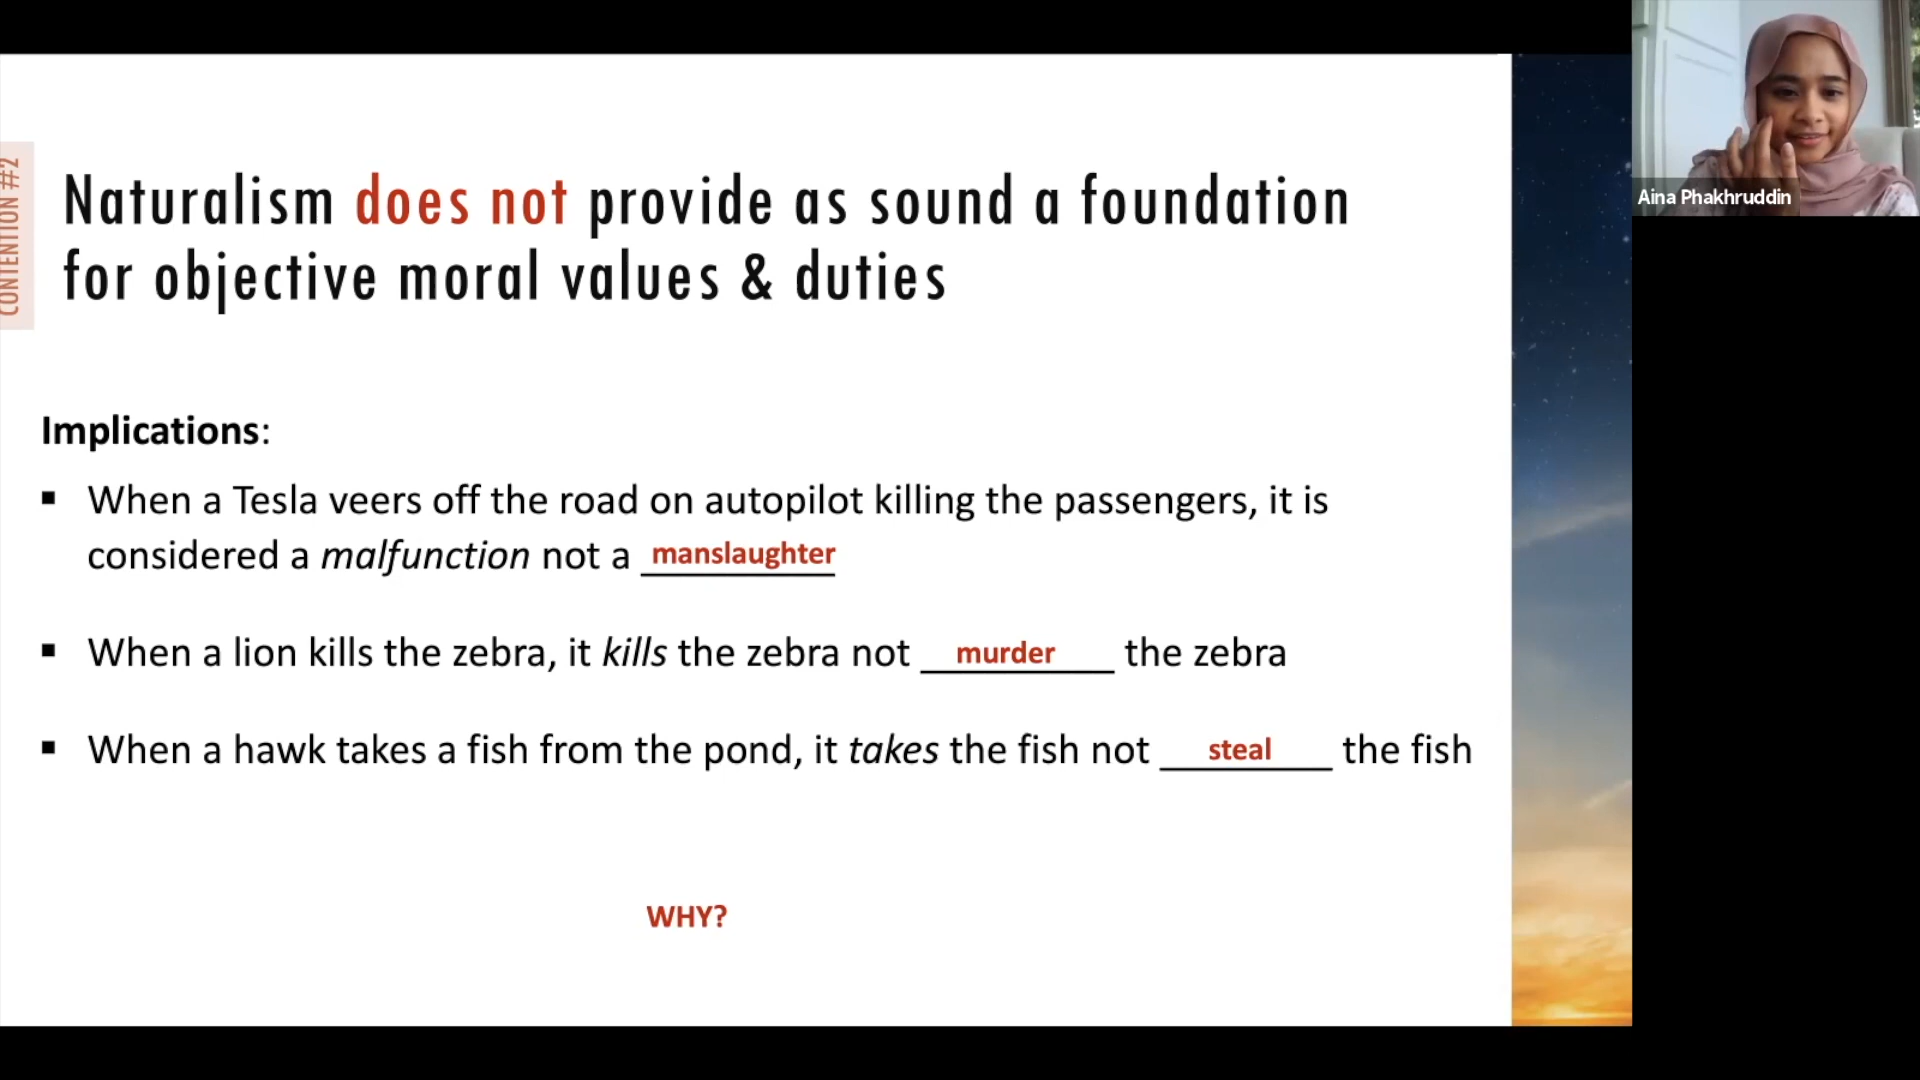 CONTENTION #2
Naturalism does not provide as sound a foundation
for objective moral values & duties
Implications:
▪ When a Tesla veers off the road on autopilot killing the passengers, it is
considered a malfunction not a manslaughter
▪ When a lion kills the zebra, it kills the zebra not murder the zebra
▪ When a hawk takes a fish from the pond, it takes the fish not steal the fish
WHY?
Aina Phakhruddin